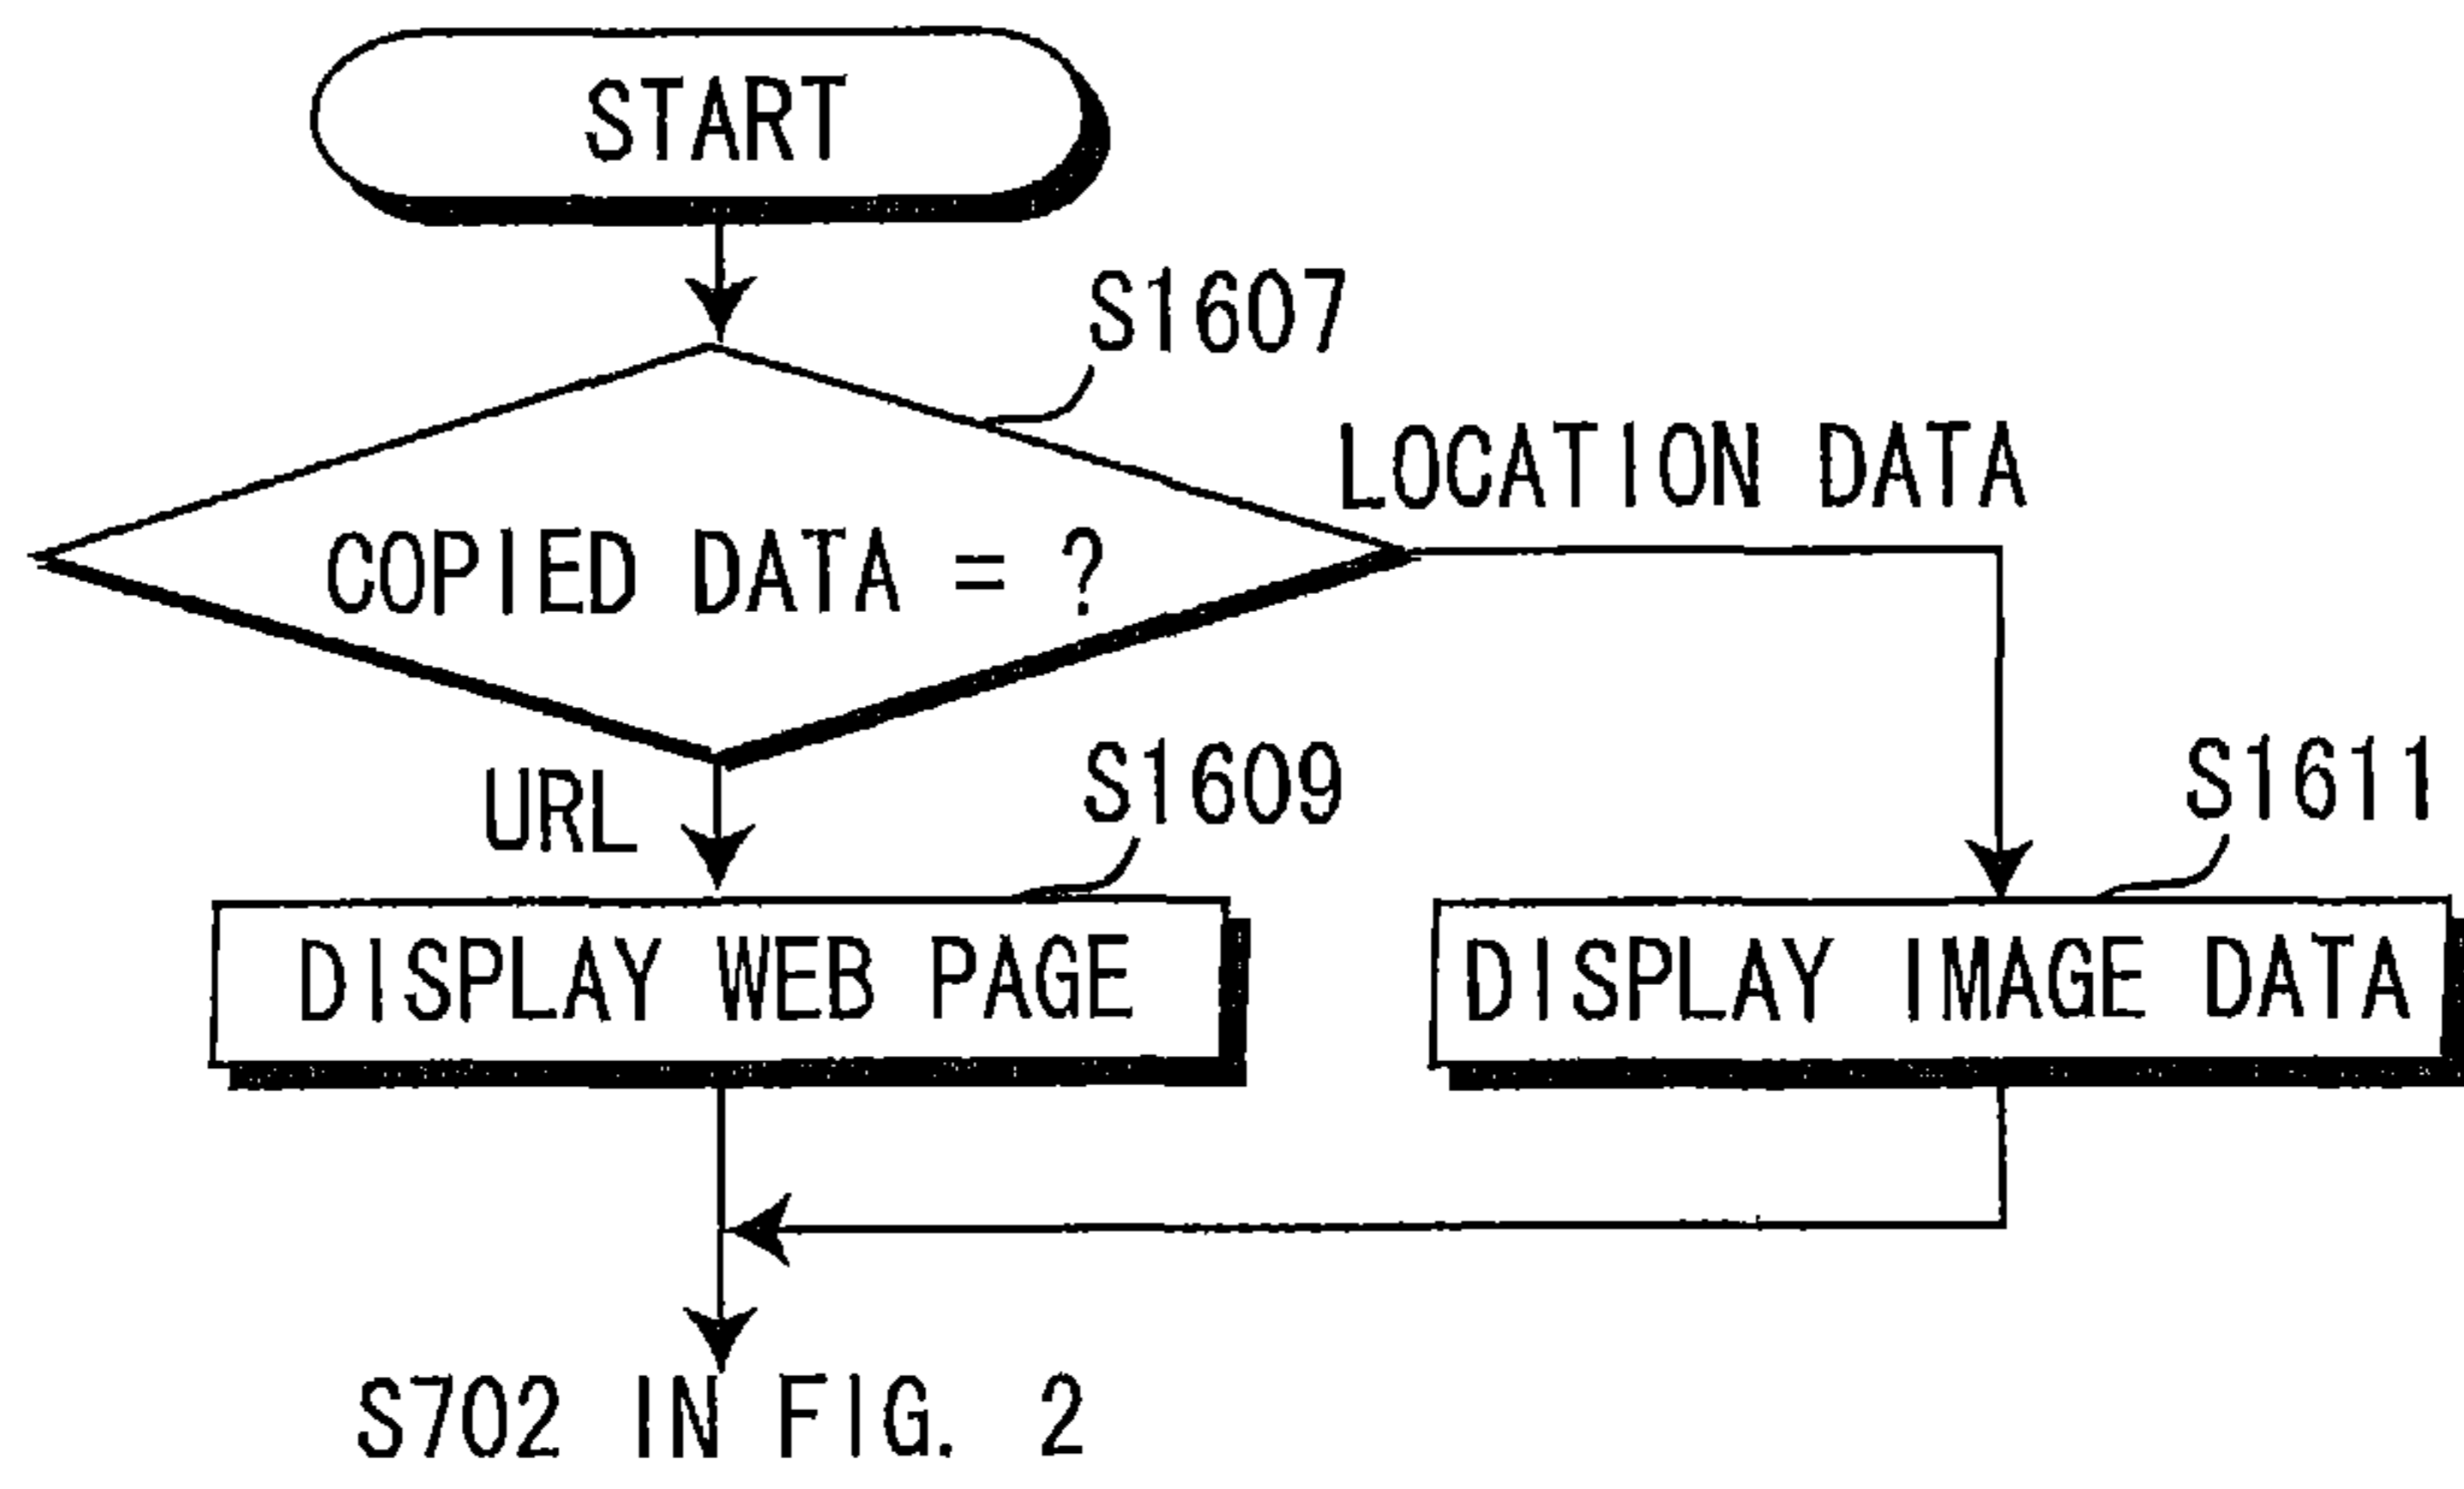 START
S1607
LOCATION DATA
COPIED DATA = ?
URL
S1609
S1611
DISPLAY WEB PAGE
DISPLAY IMAGE DATA
S702 IN FIG. 2